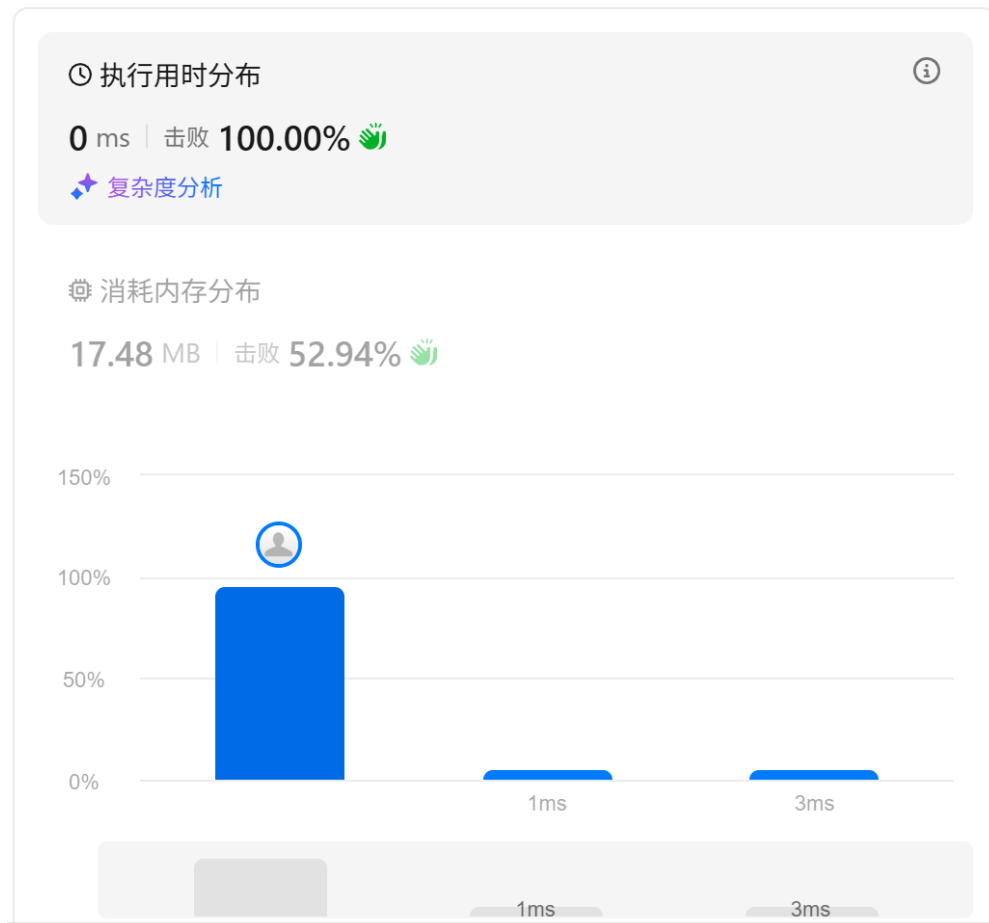 执行用时分布
0 ms 击败 100.00%
复杂度分析
消耗内存分布
17.48 MB 击败 52.94%
150%
100%
50%
0%
1ms 3ms
1ms 3ms